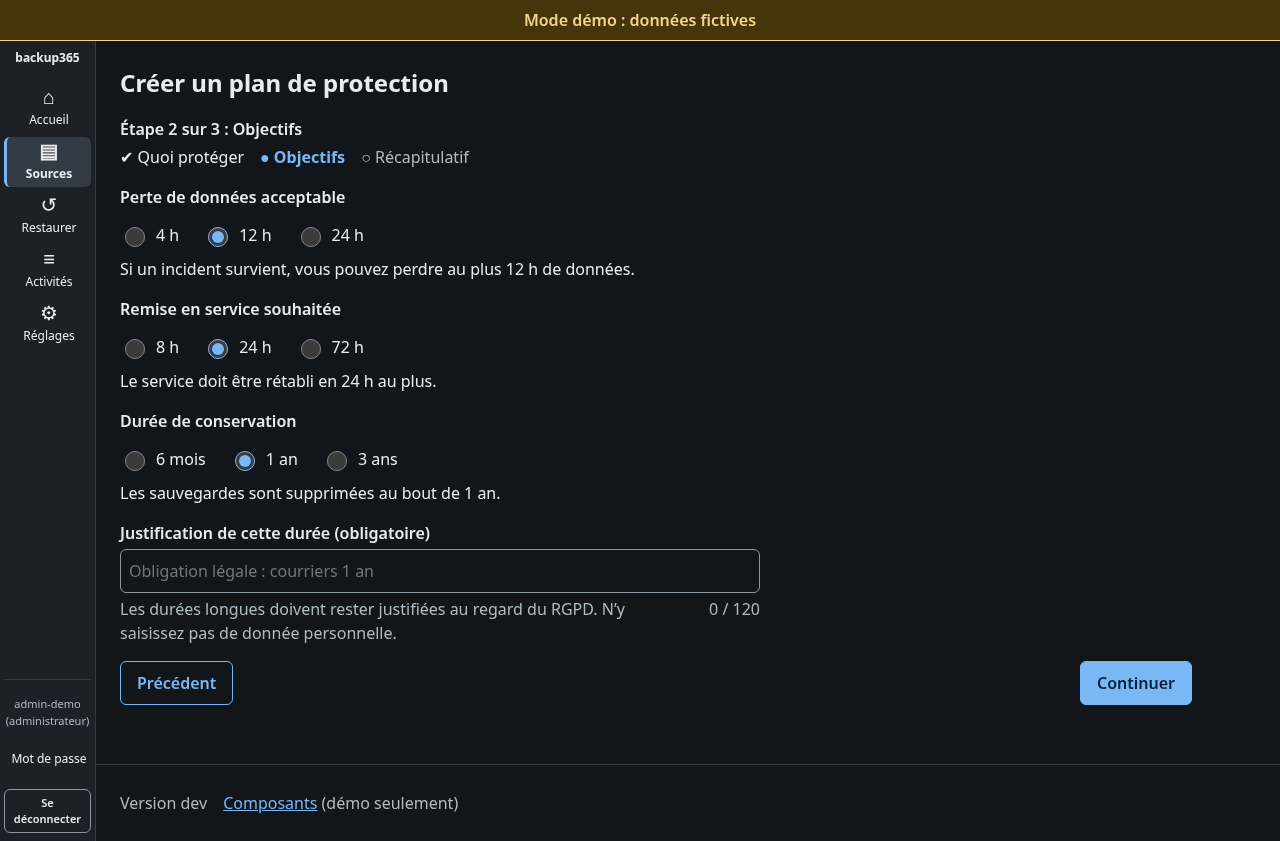 Mode démo : données fictives
backup365
Accueil
Sources
Restaurer
Activités
Réglages
admin-demo
(administrateur)
Mot de passe
Se
déconnecter
Créer un plan de protection
Étape 2 sur 3 : Objectifs
✔ Quoi protéger ● Objectifs ○ Récapitulatif
Perte de données acceptable
4 h 12 h 24 h
Si un incident survient, vous pouvez perdre au plus 12 h de données.
Remise en service souhaitée
8 h 24 h 72 h
Le service doit être rétabli en 24 h au plus.
Durée de conservation
6 mois 1 an 3 ans
Les sauvegardes sont supprimées au bout de 1 an.
Justification de cette durée (obligatoire)
Obligation légale : courriers 1 an
Les durées longues doivent rester justifiées au regard du RGPD. N’y 0 / 120
saisissez pas de donnée personnelle.
Précédent Continuer
Version dev Composants (démo seulement)